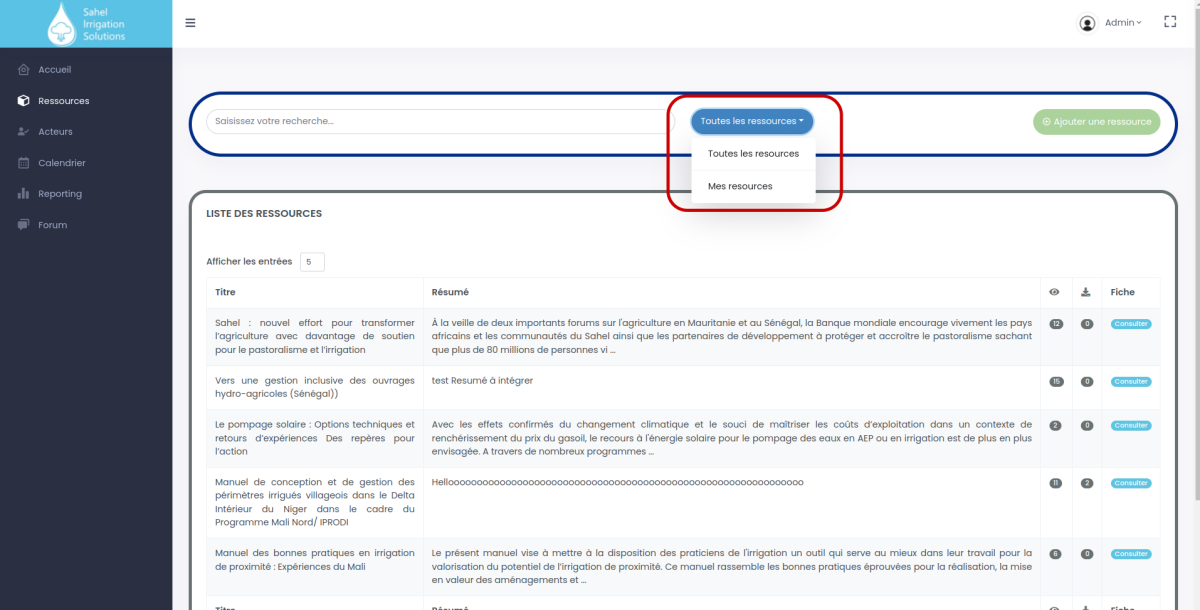 Sahel
Irrigation
Solutions
Admin
Accueil
Ressources
Acteurs
Calendrier
Reporting
Forum
Saisissez votre recherche...
Toutes les ressources
Ajouter une ressource
Toutes les resources
Mes resources
LISTE DES RESSOURCES
Afficher les entrées 5
Titre Résumé Fiche
Sahel : nouvel effort pour transformer
l'agriculture avec davantage de soutien
pour le pastoralisme et l'irrigation
À la veille de deux importants forums sur l'agriculture en Mauritanie et au Sénégal, la Banque mondiale encourage vivement les pays
africains et les communautés du Sahel ainsi que les partenaires de développement à protéger et accroître le pastoralisme sachant
que plus de 80 millions de personnes vi ...
12 0 Consulter
Vers une gestion inclusive des ouvrages
hydro-agricoles (Sènégal))
test Resumé à intégrer
15 0 Consulter
Le pompage solaire : Options techniques et
retours d'expériences Des repères pour
l'action
Avec les effets confirmés du changement climatique et le souci de maîtriser les coûts d'exploitation dans un contexte de
renchérissement du prix du gasoil, le recours à l'énergie solaire pour le pompage des eaux en AEP ou en irrigation est de plus en plus
envisagée. A travers de nombreux programmes ...
2 0 Consulter
Manuel de conception et de gestion des
périmètres irrigués villageois dans le Delta
Intérieur du Niger dans le cadre du
Programme Mali Nord/ IPRODI
Hellooooooooooooooooooooooooooooooooooooooooooooooooooooooooooooooo
11 2 Consulter
Manuel des bonnes pratiques en irrigation
de proximité : Expériences du Mali
Le présent manuel vise à mettre à la disposition des praticiens de l'irrigation un outil qui serve au mieux dans leur travail pour la
valorisation du potentiel de l'irrigation de proximité. Ce manuel rassemble les bonnes pratiques éprouvées pour la réalisation, la mise
en valeur des aménagements et ...
6 0 Consulter
Titre Résumé Fiche